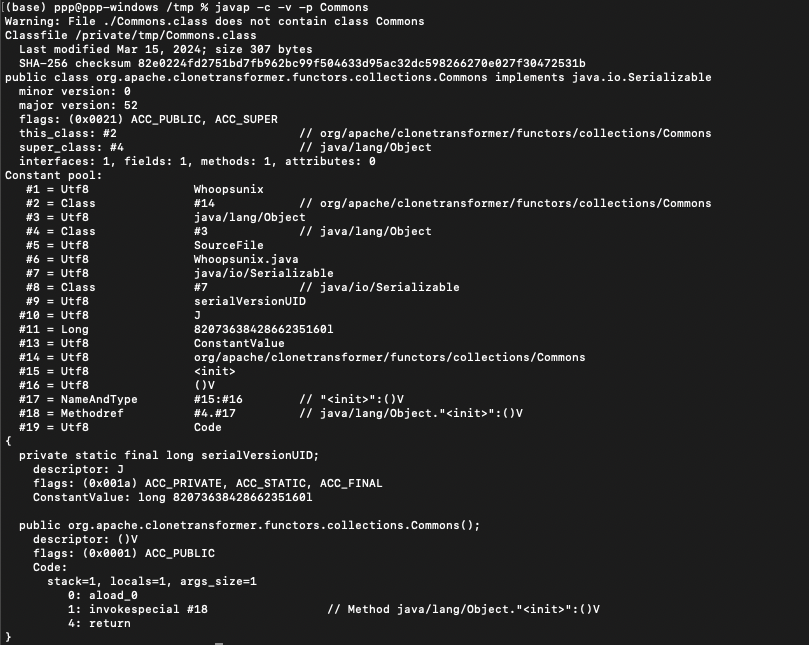 (base) ppp@ppp-windows /tmp % javap -c -v -p Commons
Warning: File ./Commons.class does not contain class Commons
Classfile /private/tmp/Commons.class
  Last modified Mar 15, 2024; size 307 bytes
  SHA-256 checksum 82e0224fd2751bd7fb962bc99f504633d95ac32dc598266270e027f30472531b
public class org.apache.clonetransformer.functors.collections.Commons implements java.io.Serializable
  minor version: 0
  major version: 52
  flags: (0x0021) ACC_PUBLIC, ACC_SUPER
  this_class: #2                          // org/apache/clonetransformer/functors/collections/Commons
  super_class: #4                         // java/lang/Object
  interfaces: 1, fields: 1, methods: 1, attributes: 0
Constant pool:
   #1 = Utf8               Whoopsunix
   #2 = Class              #14            // org/apache/clonetransformer/functors/collections/Commons
   #3 = Utf8               java/lang/Object
   #4 = Class              #3             // java/lang/Object
   #5 = Utf8               SourceFile
   #6 = Utf8               Whoopsunix.java
   #7 = Utf8               java/io/Serializable
   #8 = Class              #7             // java/io/Serializable
   #9 = Utf8               serialVersionUID
  #10 = Utf8               J
  #11 = Long               8207363842866235160l
  #13 = Utf8               ConstantValue
  #14 = Utf8               org/apache/clonetransformer/functors/collections/Commons
  #15 = Utf8               <init>
  #16 = Utf8               ()V
  #17 = NameAndType        #15:#16        // "<init>":()V
  #18 = Methodref          #4.#17         // java/lang/Object."<init>":()V
  #19 = Utf8               Code
{
  private static final long serialVersionUID;
    descriptor: J
    flags: (0x001a) ACC_PRIVATE, ACC_STATIC, ACC_FINAL
    ConstantValue: long 8207363842866235160l

  public org.apache.clonetransformer.functors.collections.Commons();
    descriptor: ()V
    flags: (0x0001) ACC_PUBLIC
    Code:
      stack=1, locals=1, args_size=1
         0: aload_0
         1: invokespecial #18                 // Method java/lang/Object."<init>":()V
         4: return
}